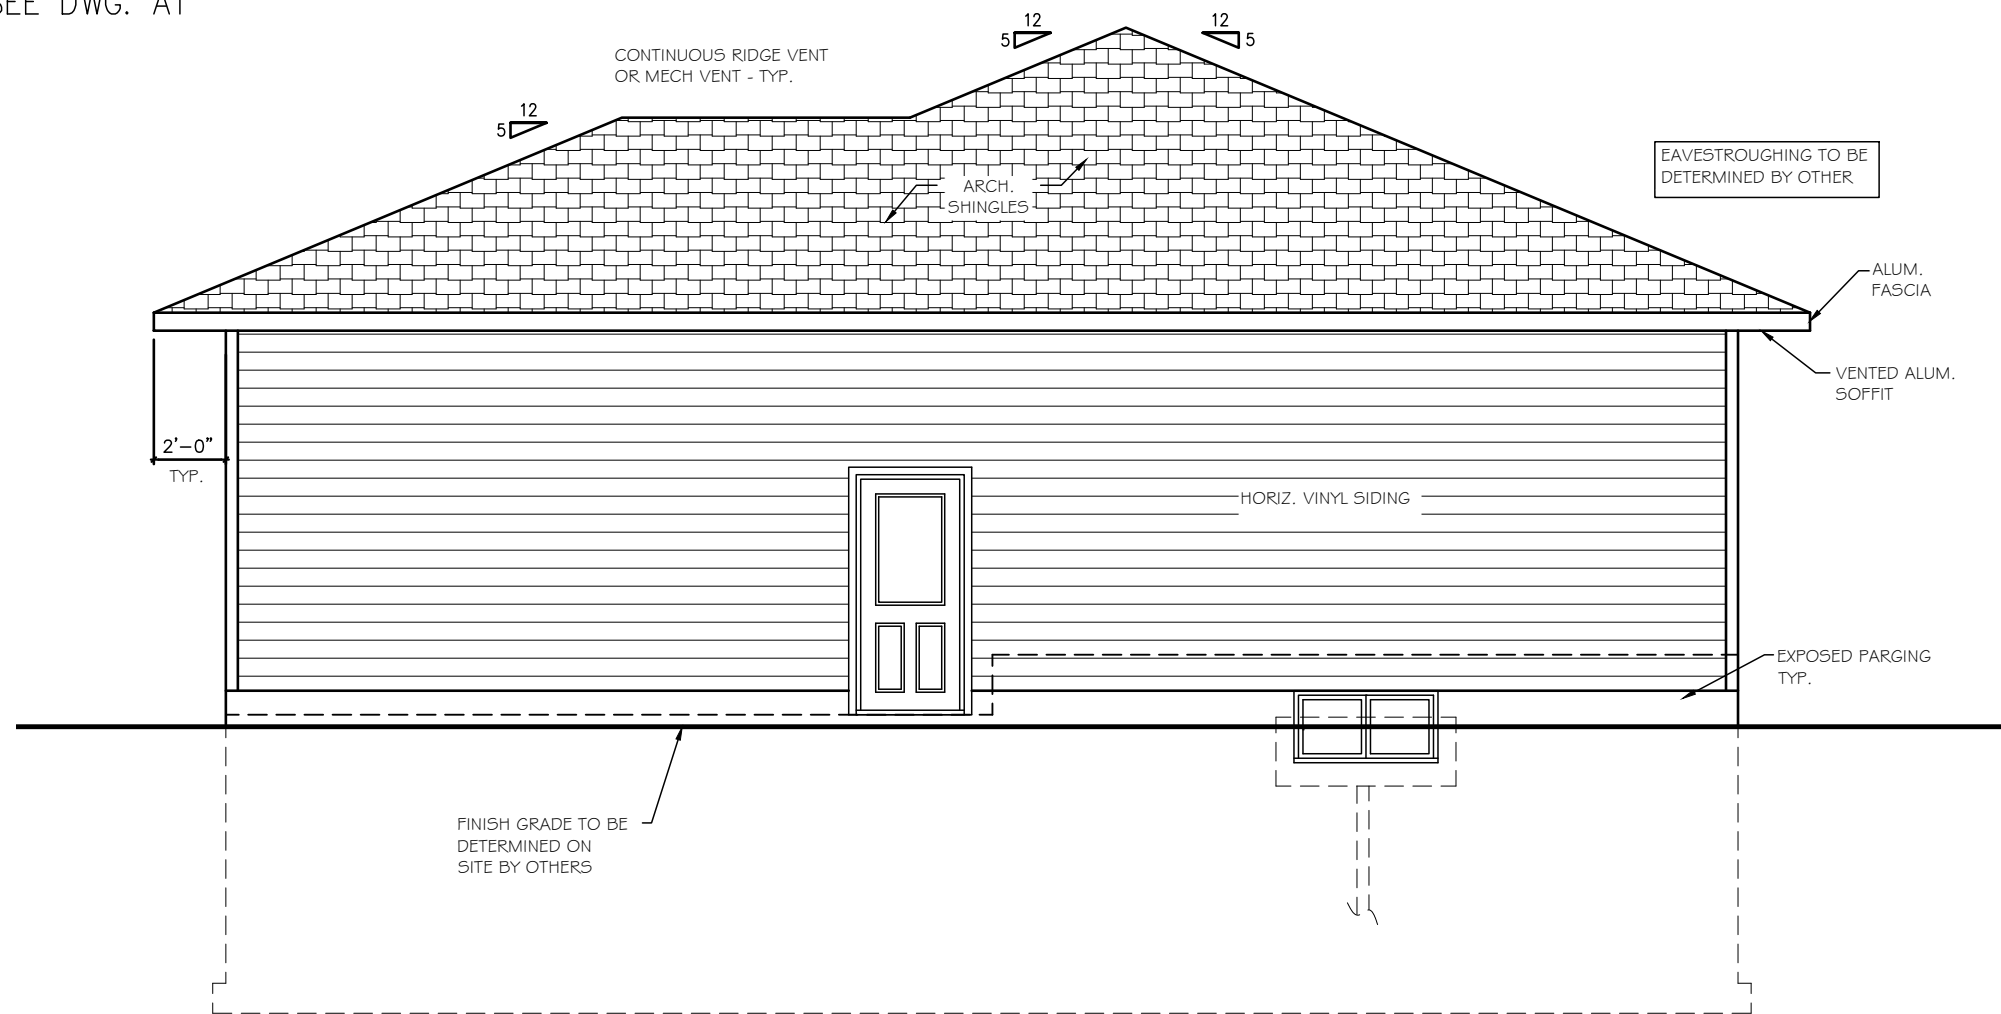 SEE DWG. A1
12
5
12
5
CONTINUOUS RIDGE VENT
OR MECH VENT - TYP.
12
5
EAVESTROUGHING TO BE
DETERMINED BY OTHER
ARCH.
SHINGLES
ALUM.
FASCIA
VENTED ALUM.
SOFFIT
2'-0"
TYP.
HORIZ. VINYL SIDING
EXPOSED PARGING
TYP.
FINISH GRADE TO BE
DETERMINED ON
SITE BY OTHERS